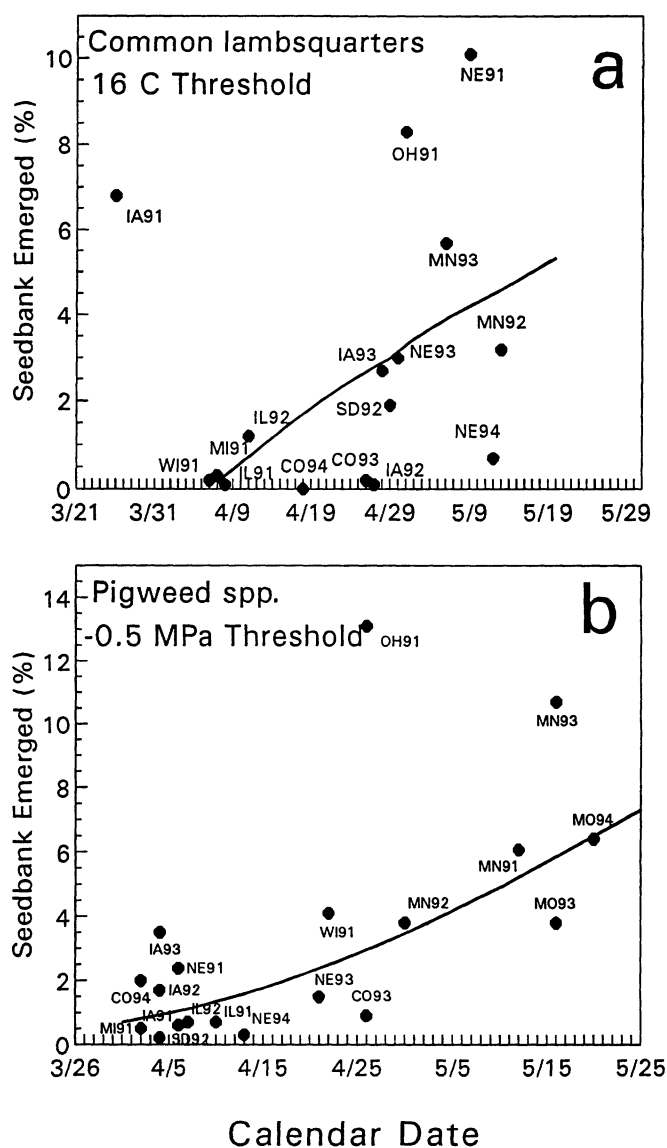 Common lambsquarters
16 C Threshold
a
Seedbank Emerged (%)
10
8
6
4
2
0
NE91
OH91
IA91
MN93
MN92
IA93
NE93
IL92
SD92
MI91
NE94
WI91
IL91
CO94
CO93
IA92
3/21 3/31 4/9 4/19 4/29 5/9 5/19 5/29
Pigweed spp.
-0.5 MPa Threshold
b
Seedbank Emerged (%)
14
12
10
8
6
4
2
0
OH91
MN93
MO94
MN91
MN92
MO93
WI91
IA93
NE91
NE93
CO94
IA92
CO93
IA91
IL92
IL91
MI91
NE94
SD92
3/26 4/5 4/15 4/25 5/5 5/15 5/25
Calendar Date